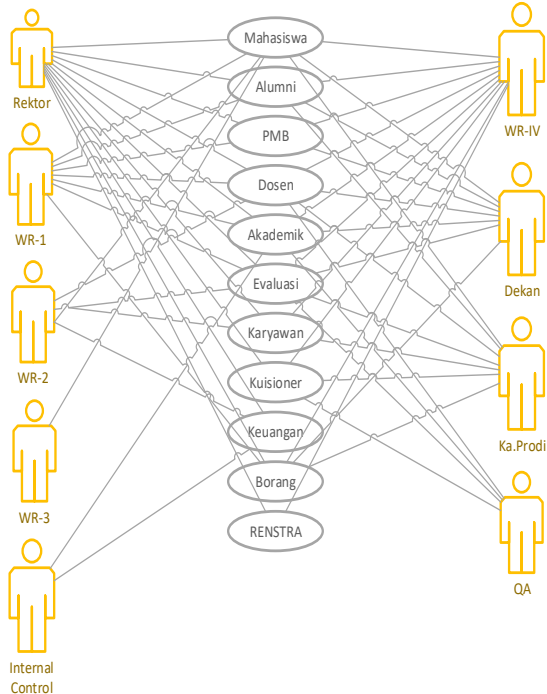 Rektor
WR-1
WR-2
WR-3
Internal
Control
Mahasiswa
Alumni
PMB
Dosen
Akademik
Evaluasi
Karyawan
Kuisioner
Keuangan
Borang
RENSTRA
WR-IV
Dekan
Ka.Prodi
QA